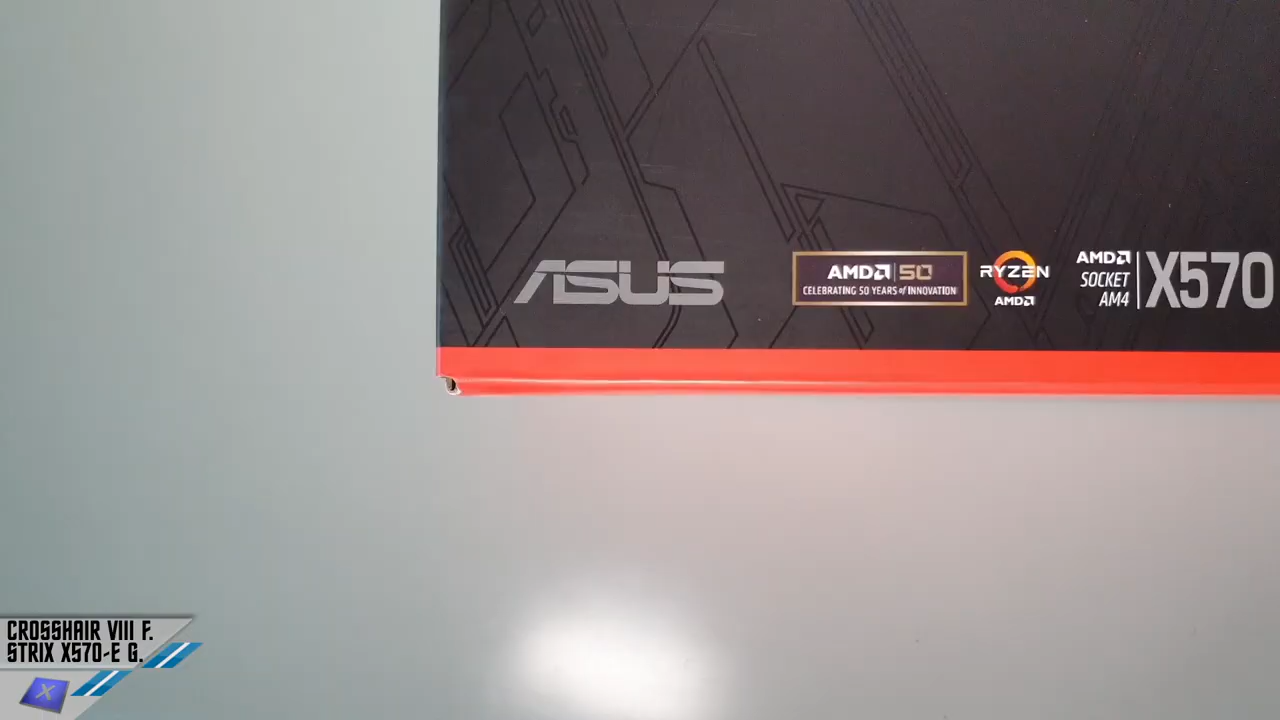 ASUS
AMD 50
CELEBRATING 50 YEARS of INNOVATION
RYZEN
AMD
AMD
SOCKET
AM4
X570
CROSSHAIR VIII F.
STRIX X570-E G.
X